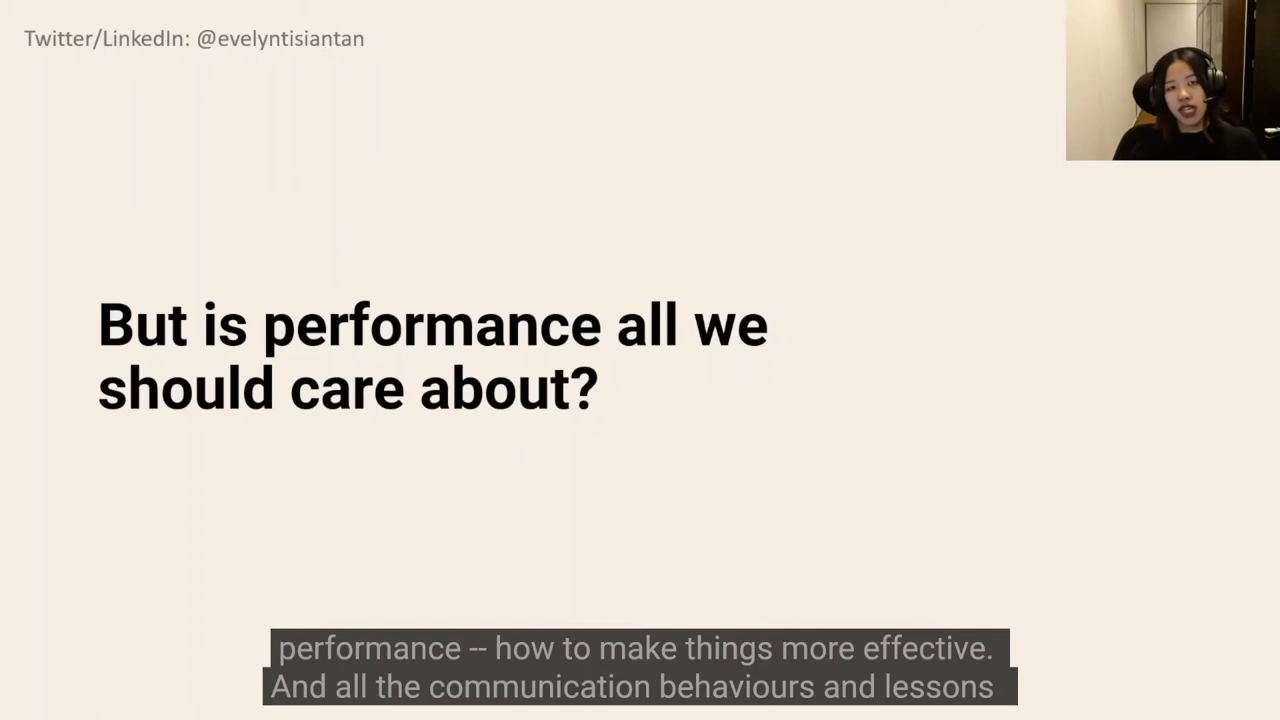 Twitter/LinkedIn: @evelyntisiantan
But is performance all we
should care about?
performance -- how to make things more effective.
And all the communication behaviours and lessons